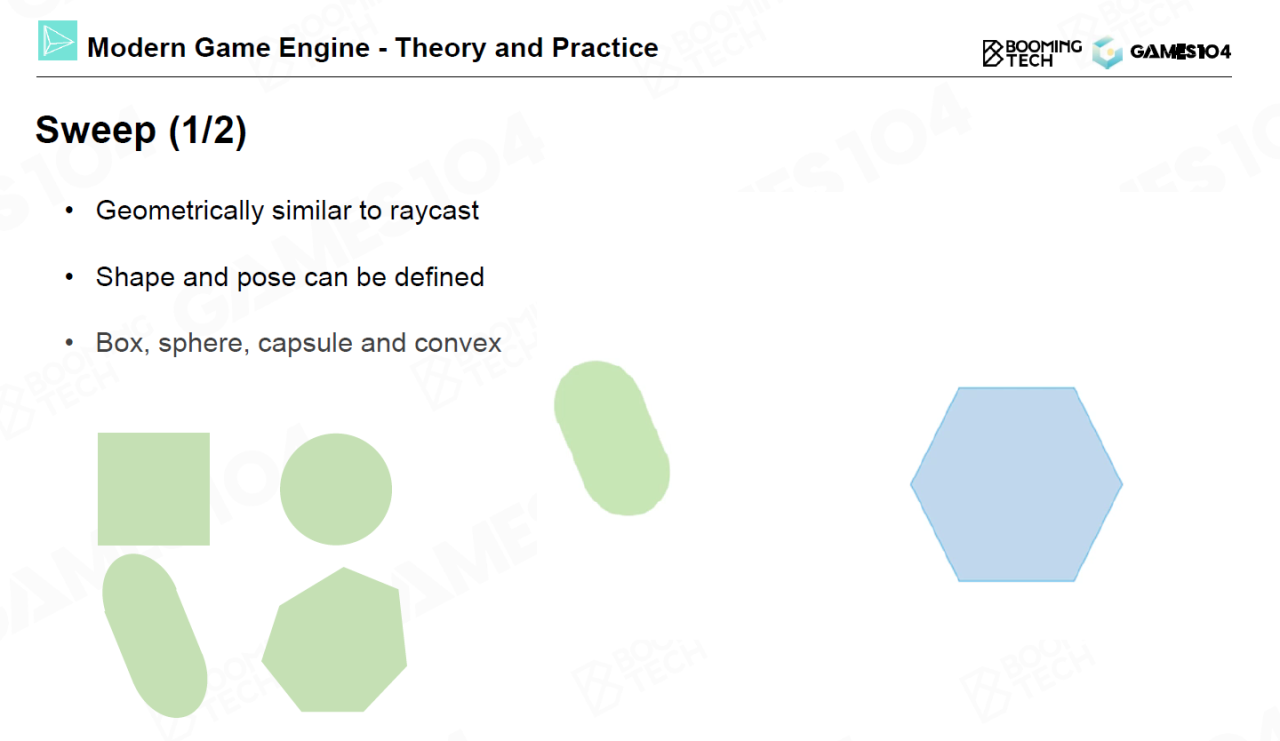 Modern Game Engine - Theory and Practice
BOOMING
TECH
GAMES104
Sweep (1/2)
• Geometrically similar to raycast
• Shape and pose can be defined
• Box, sphere, capsule and convex